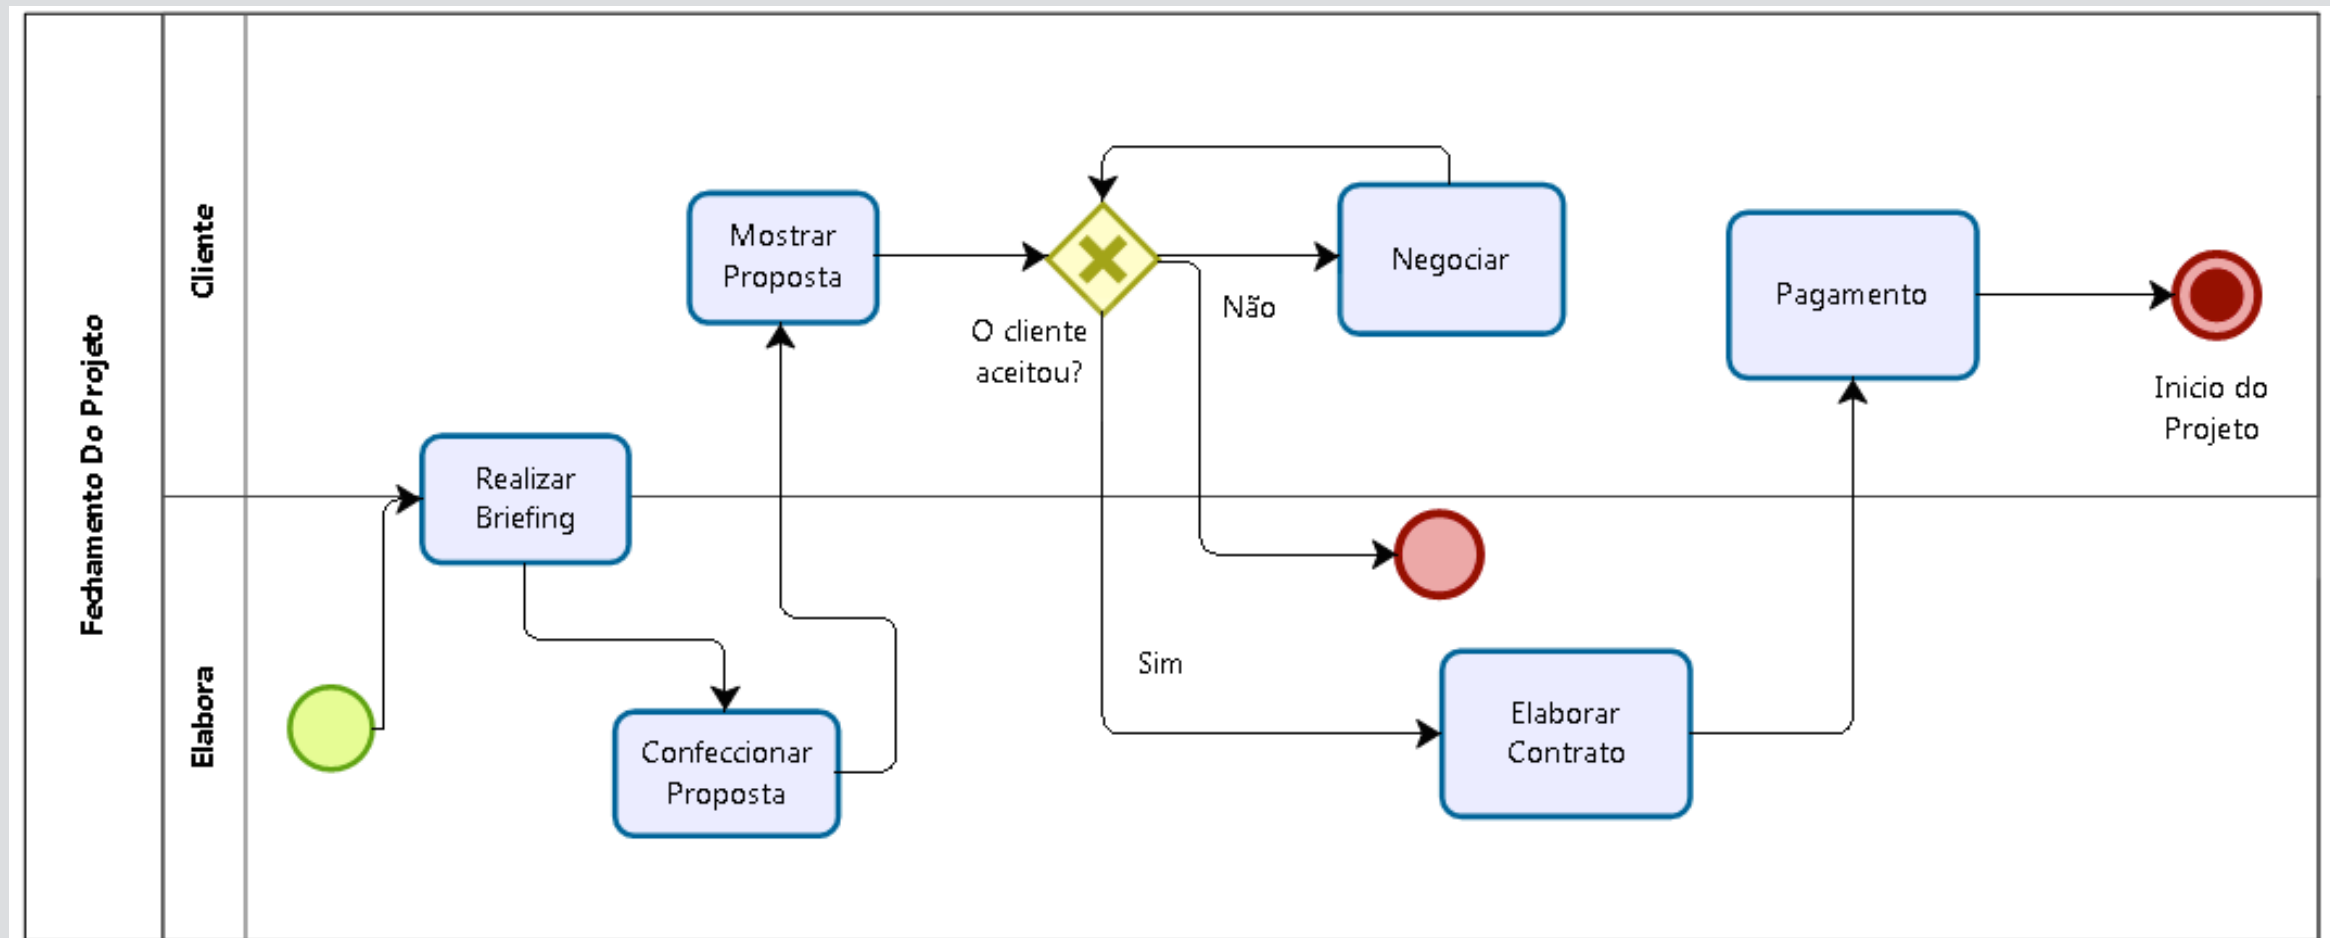 Fechamento Do Projeto
Cliente
Elabora
Realizar
Briefing
Confeccionar
Proposta
Mostrar
Proposta
O cliente
aceitou?
Não
Negociar
Sim
Elaborar
Contrato
Pagamento
Inicio do
Projeto